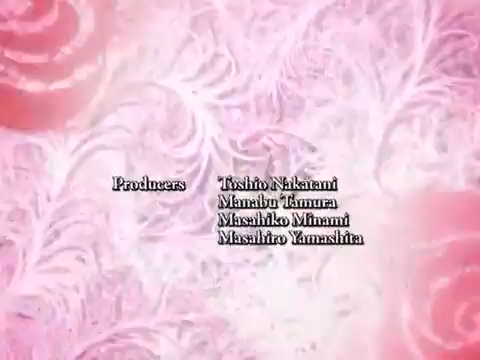 Producers Toshio Nakatani
Manabu Tamura
Masahiko Minami
Masahiro Yamashita